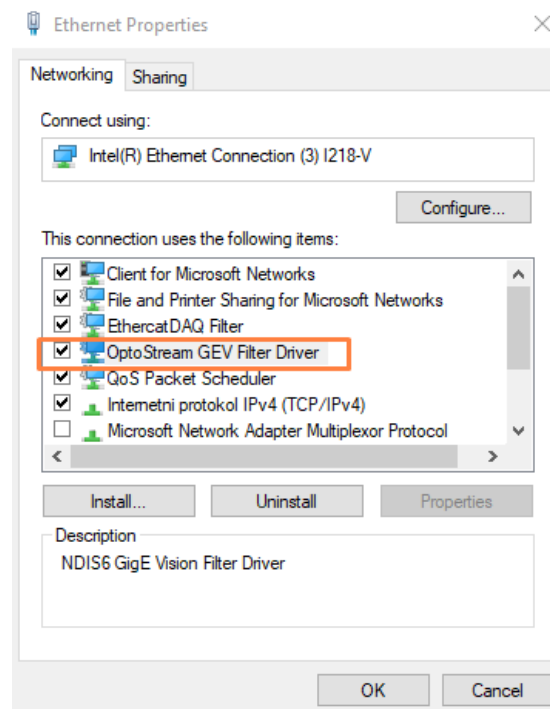 Ethernet Properties
Networking
Sharing
Connect using:
Intel(R) Ethernet Connection (3) I218-V
Configure...
This connection uses the following items:
Client for Microsoft Networks
File and Printer Sharing for Microsoft Networks
EthercatDAQ Filter
OptoStream GEV Filter Driver
QoS Packet Scheduler
Internetni protokol IPv4 (TCP/IPv4)
Microsoft Network Adapter Multiplexor Protocol
Install...
Uninstall
Properties
Description
NDIS6 GigE Vision Filter Driver
OK
Cancel